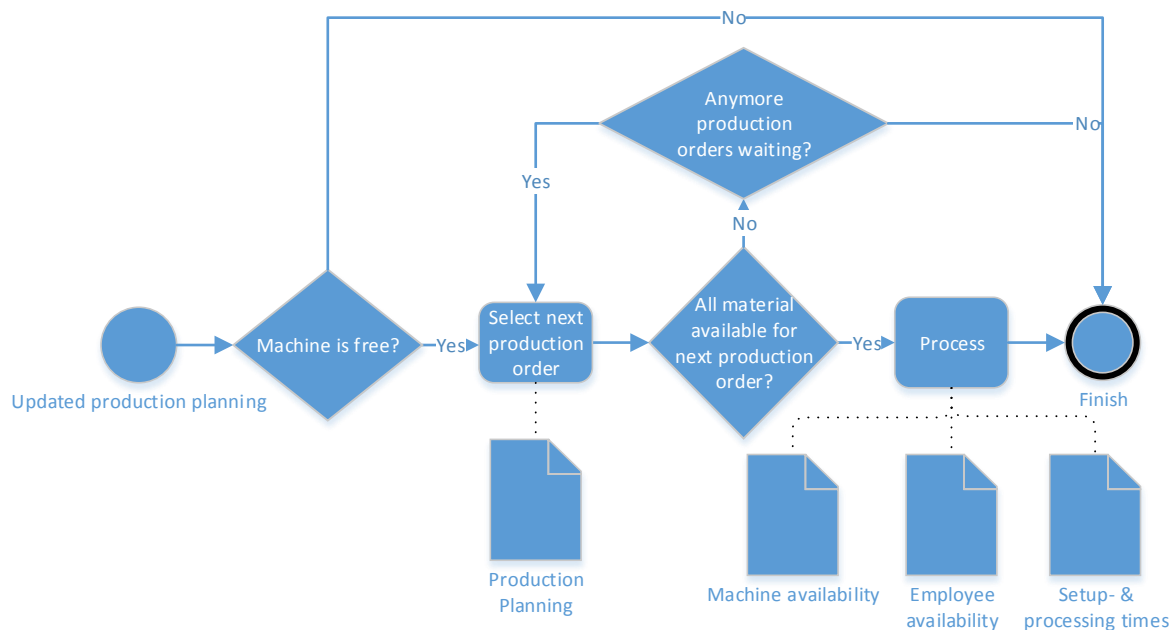 No
Anymore
production
orders waiting?
No
Yes
No
Updated production planning
Machine is free?
Yes
Select next
production
order
All material
available for
next production
order?
Yes
Process
Finish
Production
Planning
Machine availability
Employee
availability
Setup- &
processing times